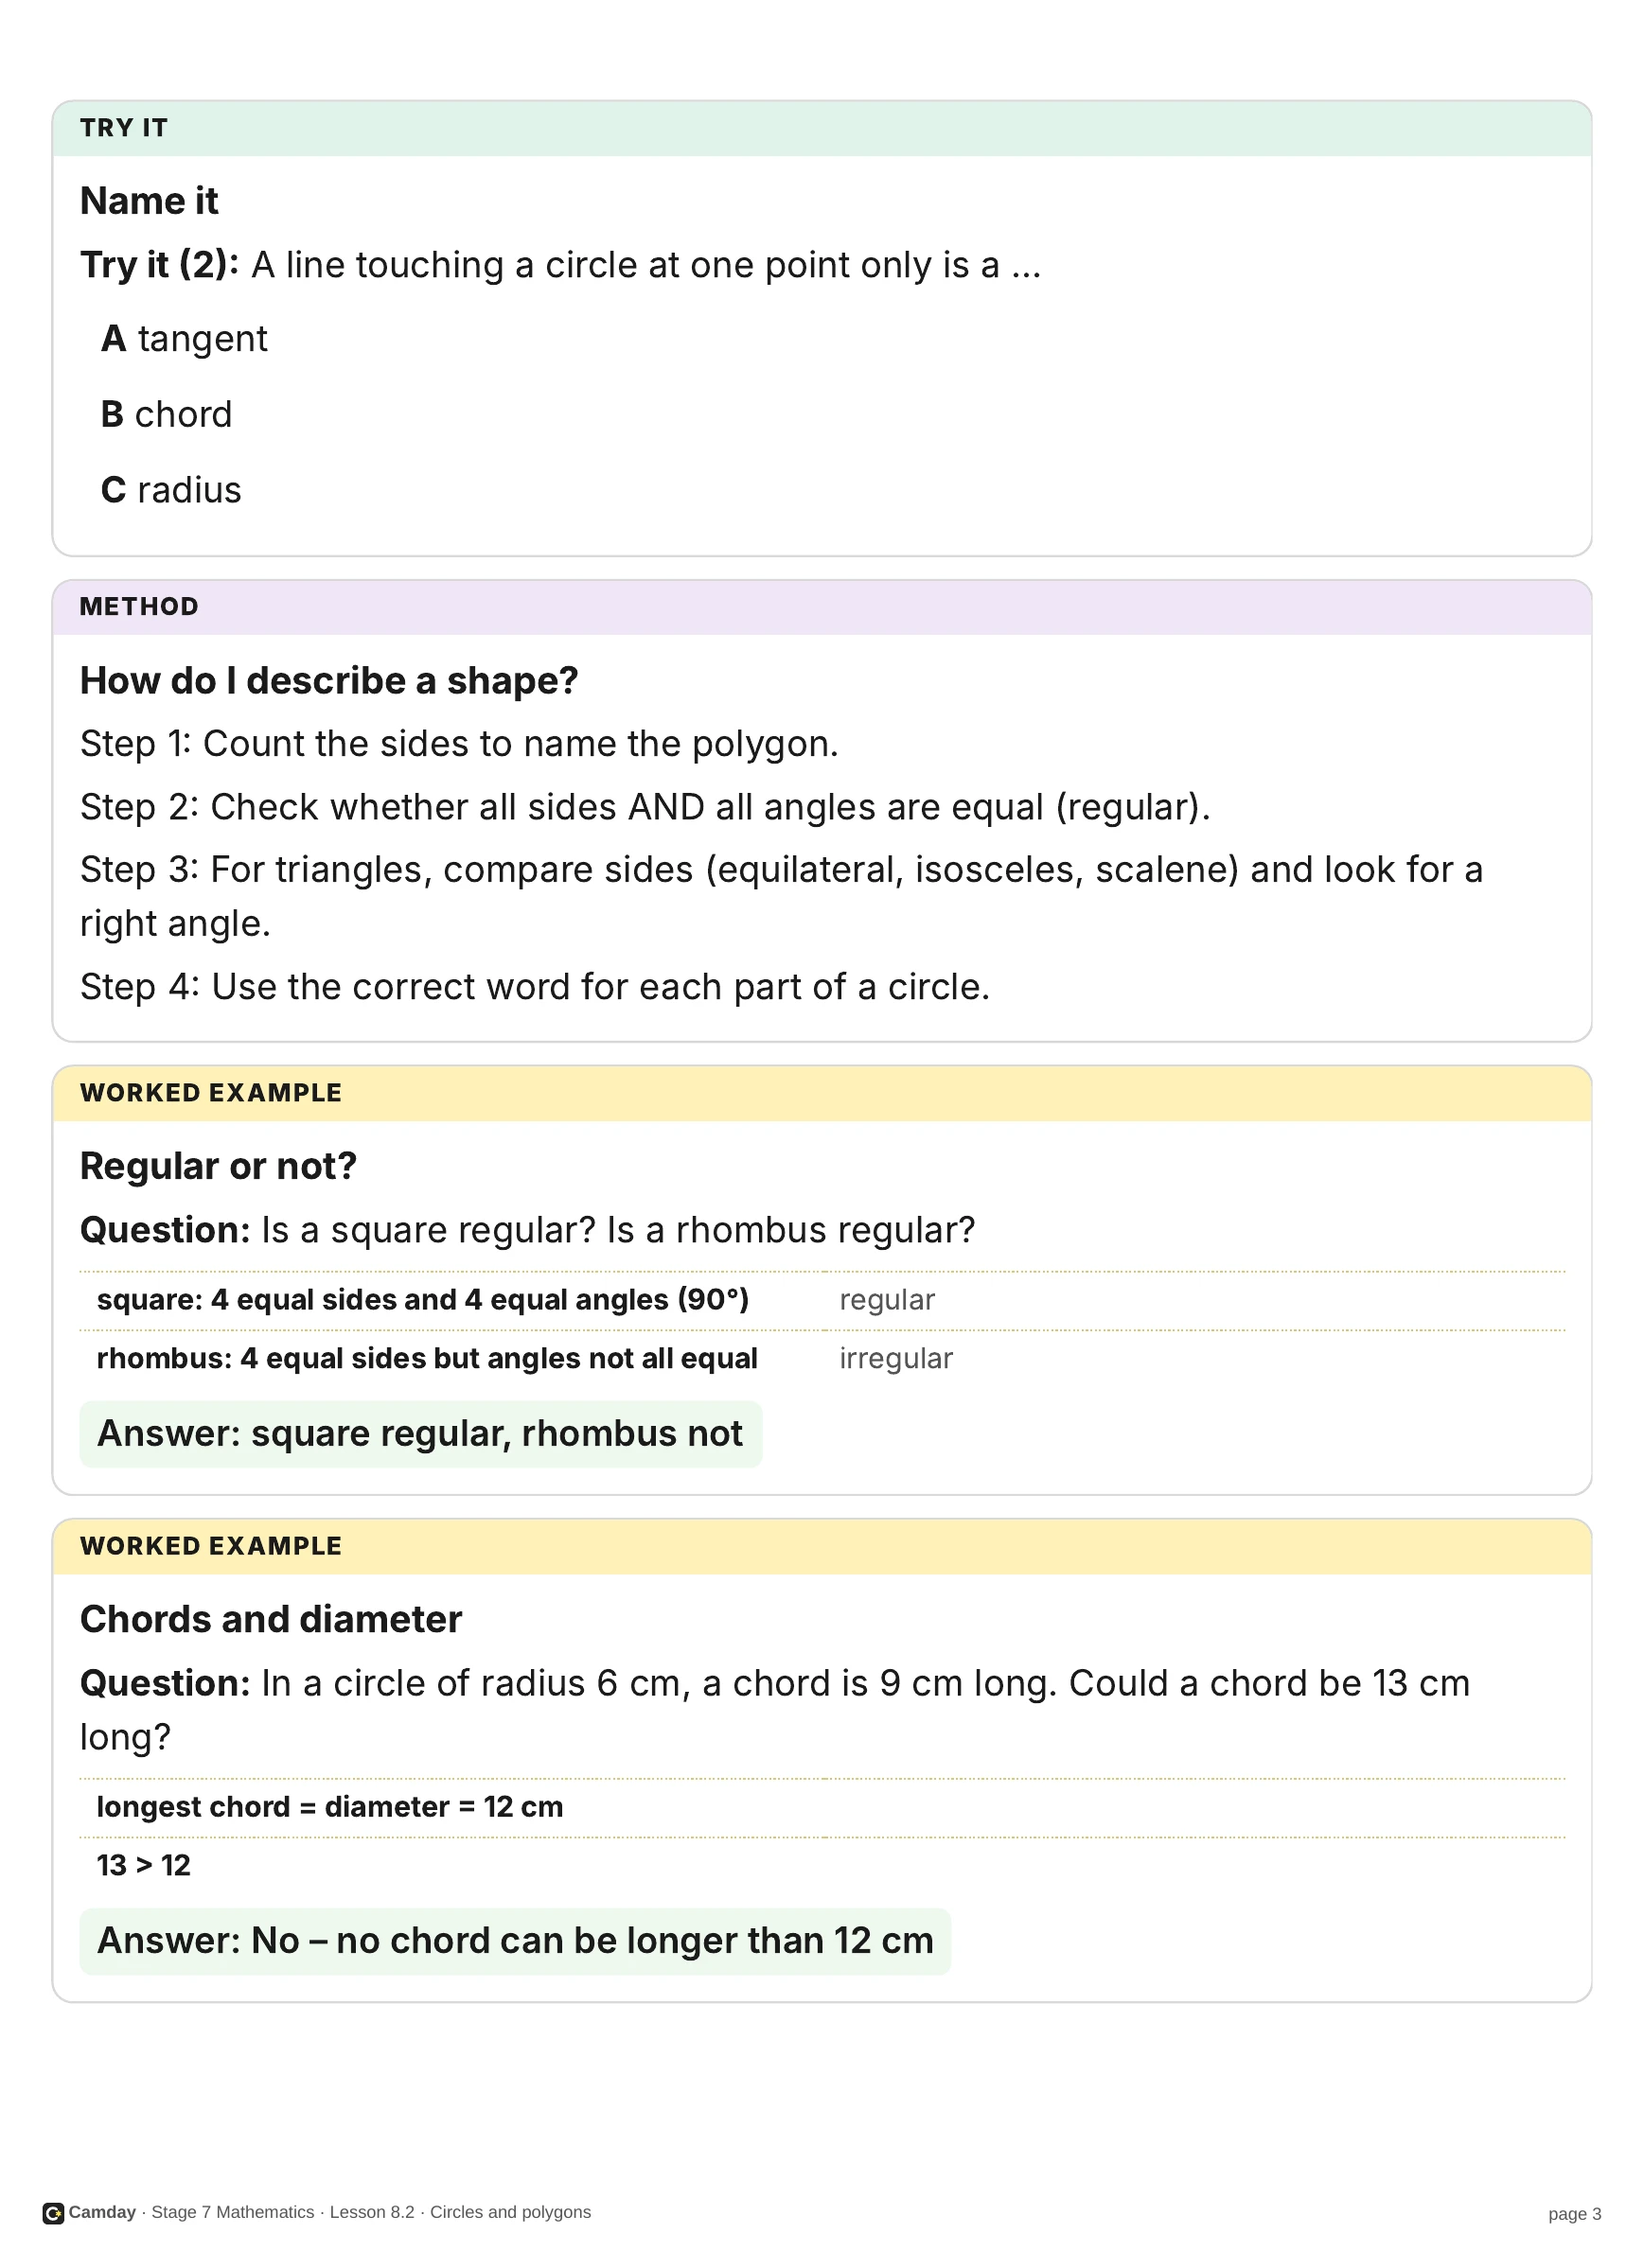 TRY IT
Name it
Try it (2): A line touching a circle at one point only is a ...
A tangent
B chord
C radius
METHOD
How do I describe a shape?
Step 1: Count the sides to name the polygon.
Step 2: Check whether all sides AND all angles are equal (regular).
Step 3: For triangles, compare sides (equilateral, isosceles, scalene) and look for a
right angle.
Step 4: Use the correct word for each part of a circle.
WORKED EXAMPLE
Regular or not?
Question: Is a square regular? Is a rhombus regular?
square: 4 equal sides and 4 equal angles (90°) regular
rhombus: 4 equal sides but angles not all equal irregular
Answer: square regular, rhombus not
WORKED EXAMPLE
Chords and diameter
Question: In a circle of radius 6 cm, a chord is 9 cm long. Could a chord be 13 cm
long?
longest chord = diameter = 12 cm
13 > 12
Answer: No – no chord can be longer than 12 cm
Camday · Stage 7 Mathematics · Lesson 8.2 · Circles and polygons page 3